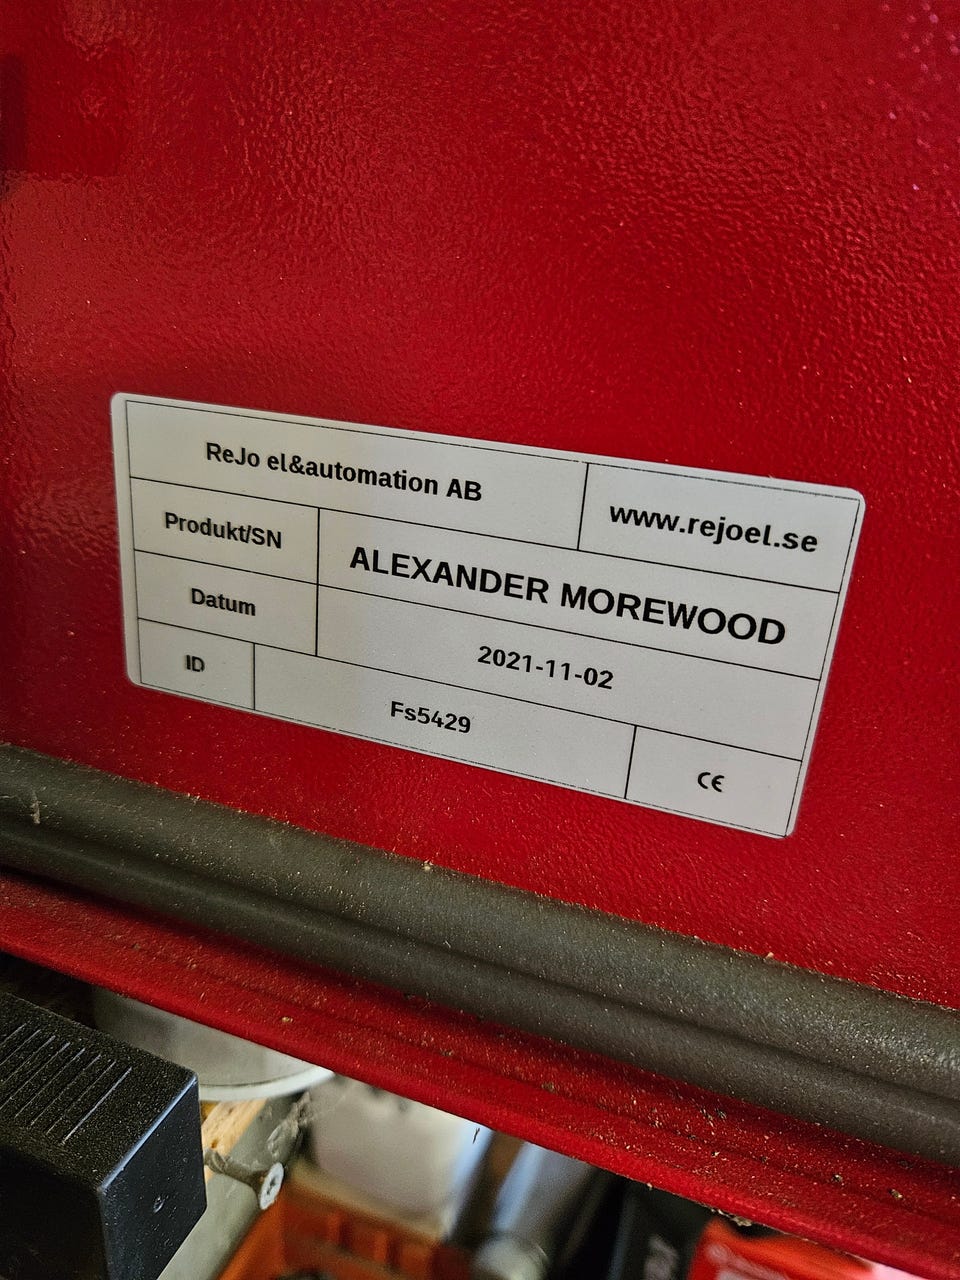 ReJo el&automation AB
www.rejoel.se
Produkt/SN
ALEXANDER MOREWOOD
Datum
2021-11-02
ID
Fs5429
CE